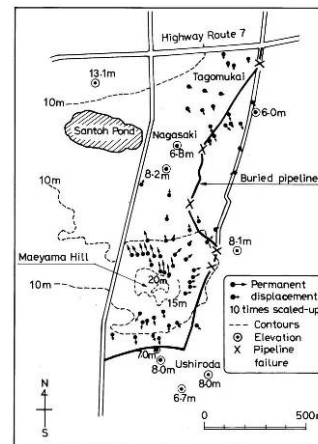 Highway Route 7
Tagomukai
13·1m
10m
6·0m
Santoh Pond
Nagasaki
6·8m
8·2m
10m
Buried pipeline
8·1m
Maeyama Hill
20m
15m
10m
Permanent
displacement
10 times scaled-up
Contours
Elevation
Pipeline
failure
7·0m
8·0m
Ushiroda
8·0m
6·7m
N
4
0
500m